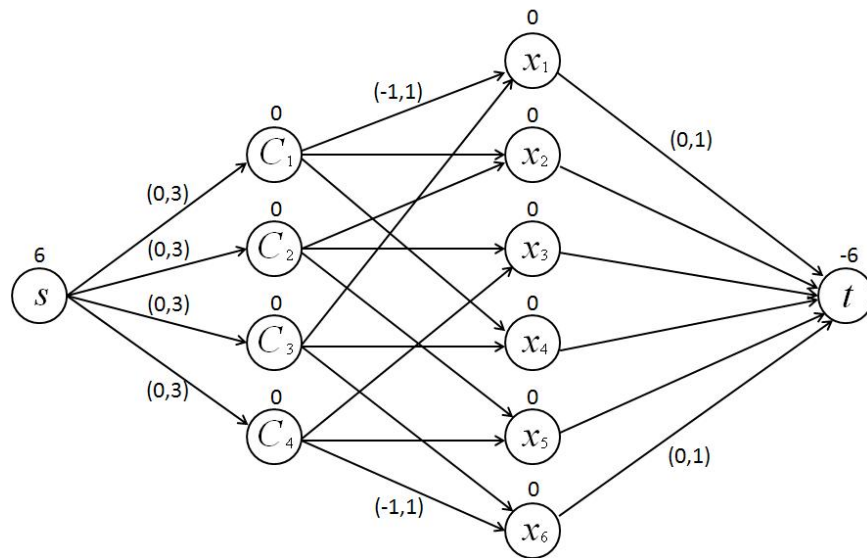 0
x₁
(-1,1)
0
0
C₁
x₂
(0,1)
(0,3)
0
0
C₂
x₃
(0,3)
6
-6
s
t
0
0
(0,3)
C₃
x₄
(0,3)
0
0
C₄
x₅
(0,1)
0
(-1,1)
x₆